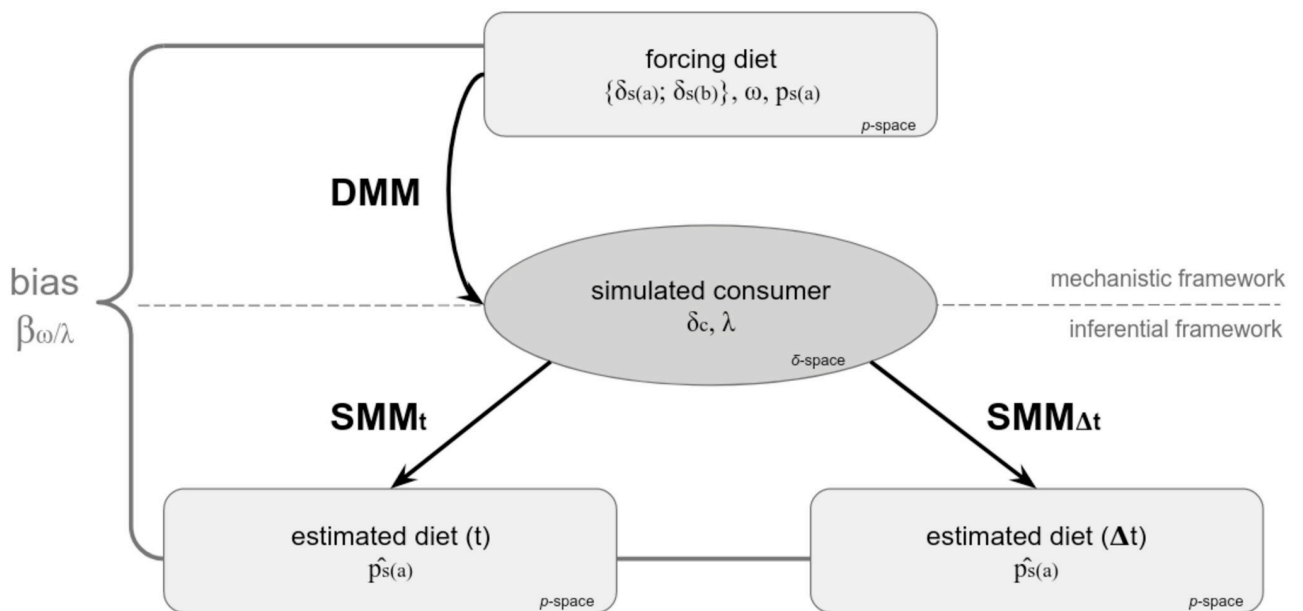 forcing diet
{δs(a); δs(b)}, ω, ps(a)
p-space
DMM
bias
βω/λ
simulated consumer
δc, λ
δ-space
mechanistic framework
inferential framework
SMMt
SMMΔt
estimated diet (t)
p̂s(a)
p-space
estimated diet (Δt)
p̂s(a)
p-space